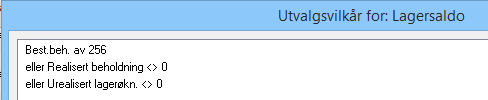 Utvalgsvilkår for: Lagersaldo
Best.beh. av 256
eller Realisert beholdning <> 0
eller Urealisert lagerøkn. <> 0